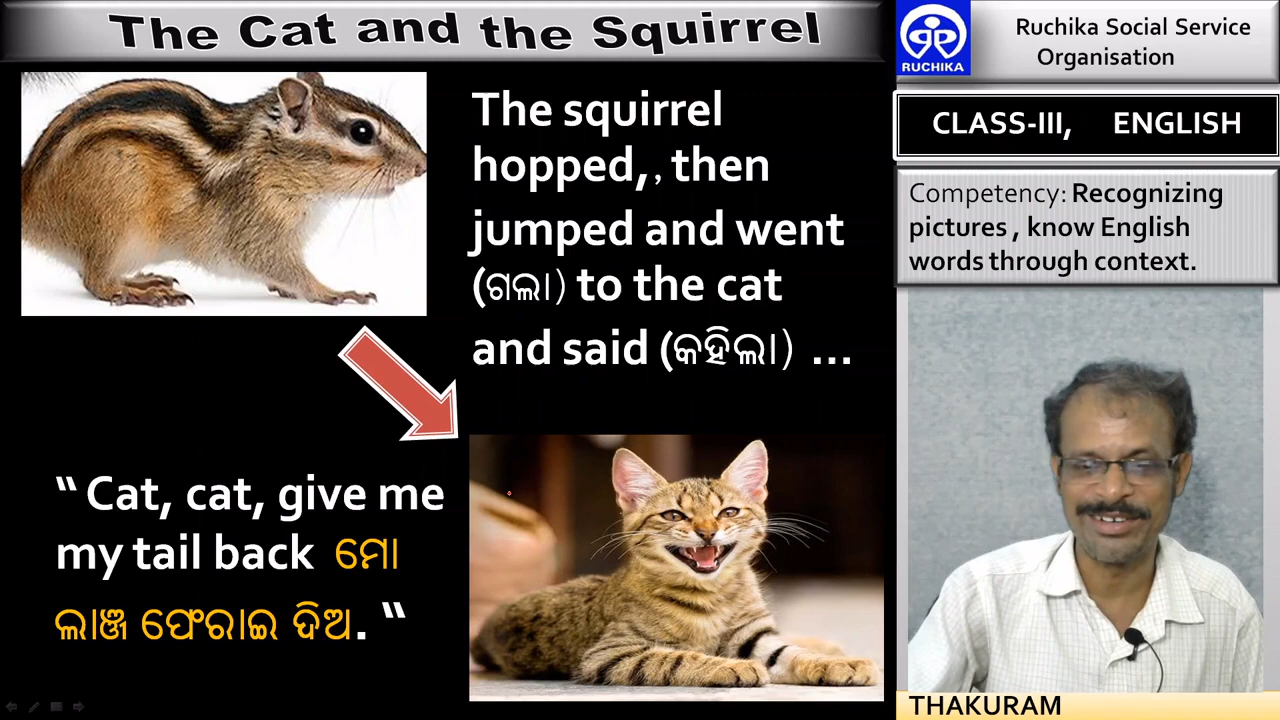 The Cat and the Squirrel
The squirrel
hopped,, then
jumped and went
(ଗଲା) to the cat
and said (କହିଲା) ...
“ Cat, cat, give me
my tail back ମୋ
ଲାଞ୍ଜ ଫେରାଇ ଦିଅ. “
RUCHIKA
Ruchika Social Service
Organisation
CLASS-III, ENGLISH
Competency: Recognizing
pictures , know English
words through context.
THAKURAM